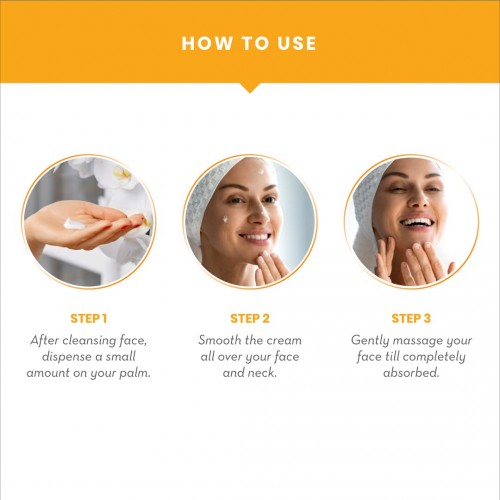 HOW TO USE
STEP 1
After cleansing face,
dispense a small
amount on your palm.
STEP 2
Smooth the cream
all over your face
and neck.
STEP 3
Gently massage your
face till completely
absorbed.